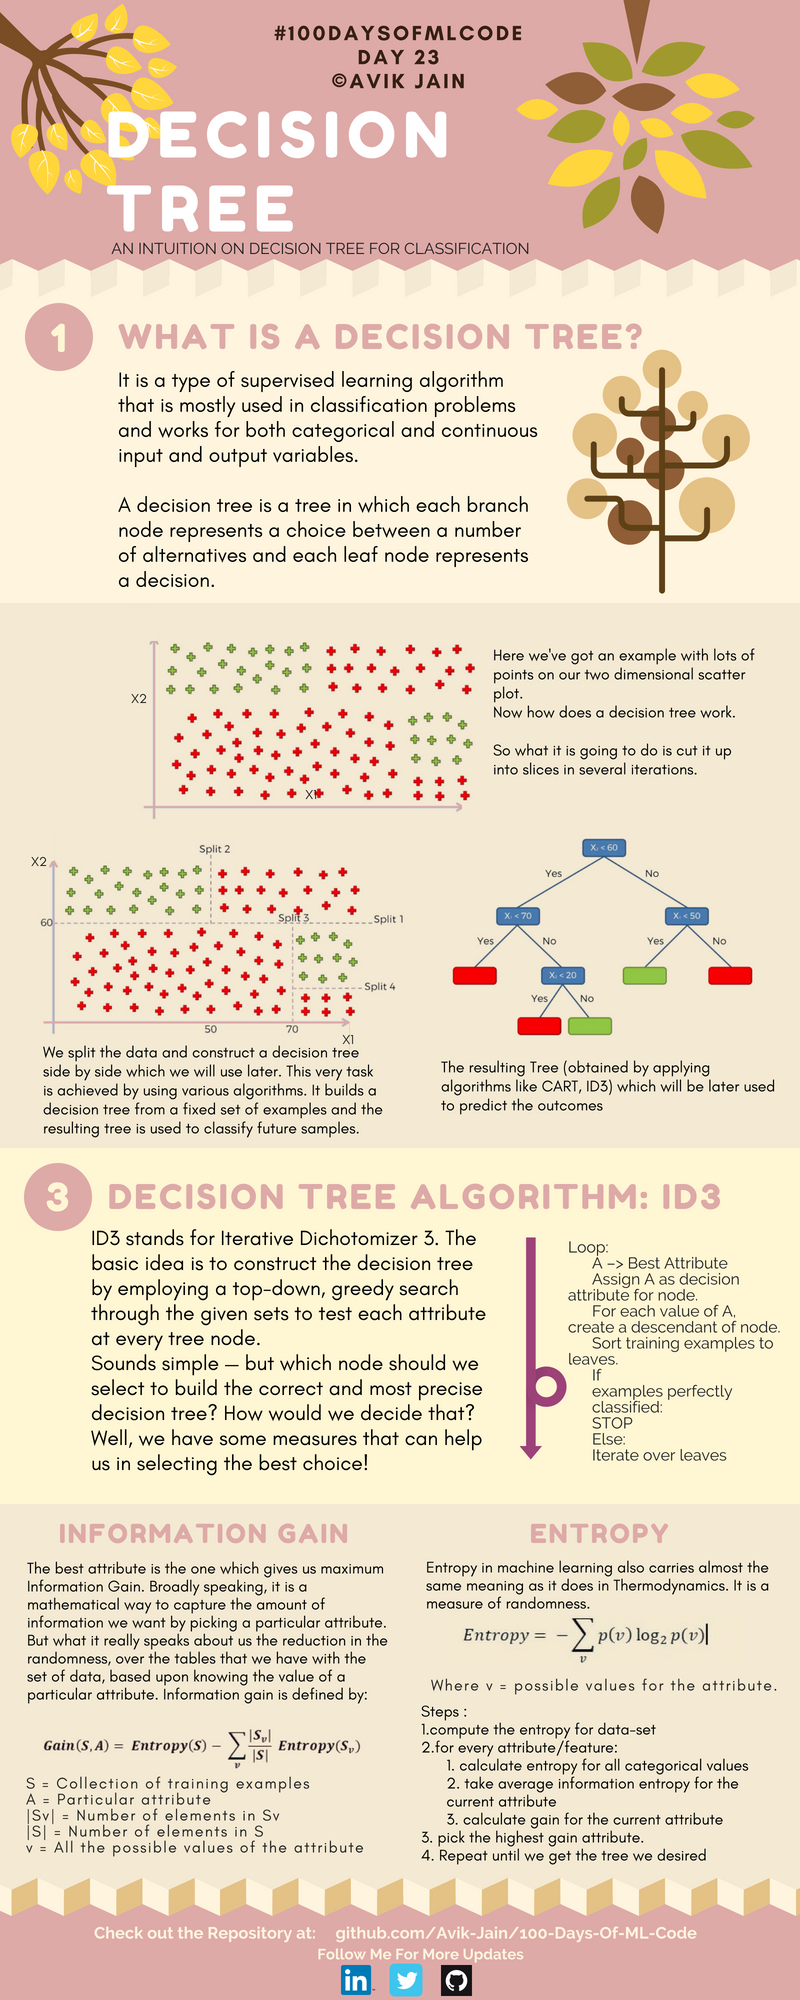 #100DAYSOFMLCODE
DAY 23
©AVIK JAIN
DECISION
TREE
AN INTUITION ON DECISION TREE FOR CLASSIFICATION
1
WHAT IS A DECISION TREE?
It is a type of supervised learning algorithm
that is mostly used in classification problems
and works for both categorical and continuous
input and output variables.
A decision tree is a tree in which each branch
node represents a choice between a number
of alternatives and each leaf node represents
a decision.
X2
X1
Here we've got an example with lots of
points on our two dimensional scatter
plot.
Now how does a decision tree work.
So what it is going to do is cut it up
into slices in several iterations.
Split 2
X2
Split 3
Split 1
60
Split 4
50
70
X1
We split the data and construct a decision tree
side by side which we will use later. This very task
is achieved by using various algorithms. It builds a
decision tree from a fixed set of examples and the
resulting tree is used to classify future samples.
< 60
Yes
No
< 70
< 50
Yes
No
Yes
No
< 20
Yes
No
The resulting Tree (obtained by applying
algorithms like CART, ID3) which will be later used
to predict the outcomes
3
DECISION TREE ALGORITHM: ID3
ID3 stands for Iterative Dichotomizer 3. The
basic idea is to construct the decision tree
by employing a top-down, greedy search
through the given sets to test each attribute
at every tree node.
Sounds simple — but which node should we
select to build the correct and most precise
decision tree? How would we decide that?
Well, we have some measures that can help
us in selecting the best choice!
Loop:
A –> Best Attribute
Assign A as decision
attribute for node.
For each value of A,
create a descendant of node.
Sort training examples to
leaves.
If
examples perfectly
classified:
STOP
Else:
Iterate over leaves
INFORMATION GAIN
The best attribute is the one which gives us maximum
Information Gain. Broadly speaking, it is a
mathematical way to capture the amount of
information we want by picking a particular attribute.
But what it really speaks about us the reduction in the
randomness, over the tables that we have with the
set of data, based upon knowing the value of a
particular attribute. Information gain is defined by:
Gain(S, A) = Entropy(S) − ∑v |Sv|/|S| Entropy(Sv)
S = Collection of training examples
A = Particular attribute
|Sv| = Number of elements in Sv
|S| = Number of elements in S
v = All the possible values of the attribute
ENTROPY
Entropy in machine learning also carries almost the
same meaning as it does in Thermodynamics. It is a
measure of randomness.
Entropy = − ∑v p(v) log₂ p(v)
Where v = possible values for the attribute.
Steps :
1.compute the entropy for data-set
2.for every attribute/feature:
1. calculate entropy for all categorical values
2. take average information entropy for the
current attribute
3. calculate gain for the current attribute
3. pick the highest gain attribute.
4. Repeat until we get the tree we desired
Check out the Repository at: github.com/Avik-Jain/100-Days-Of-ML-Code
Follow Me For More Updates
in